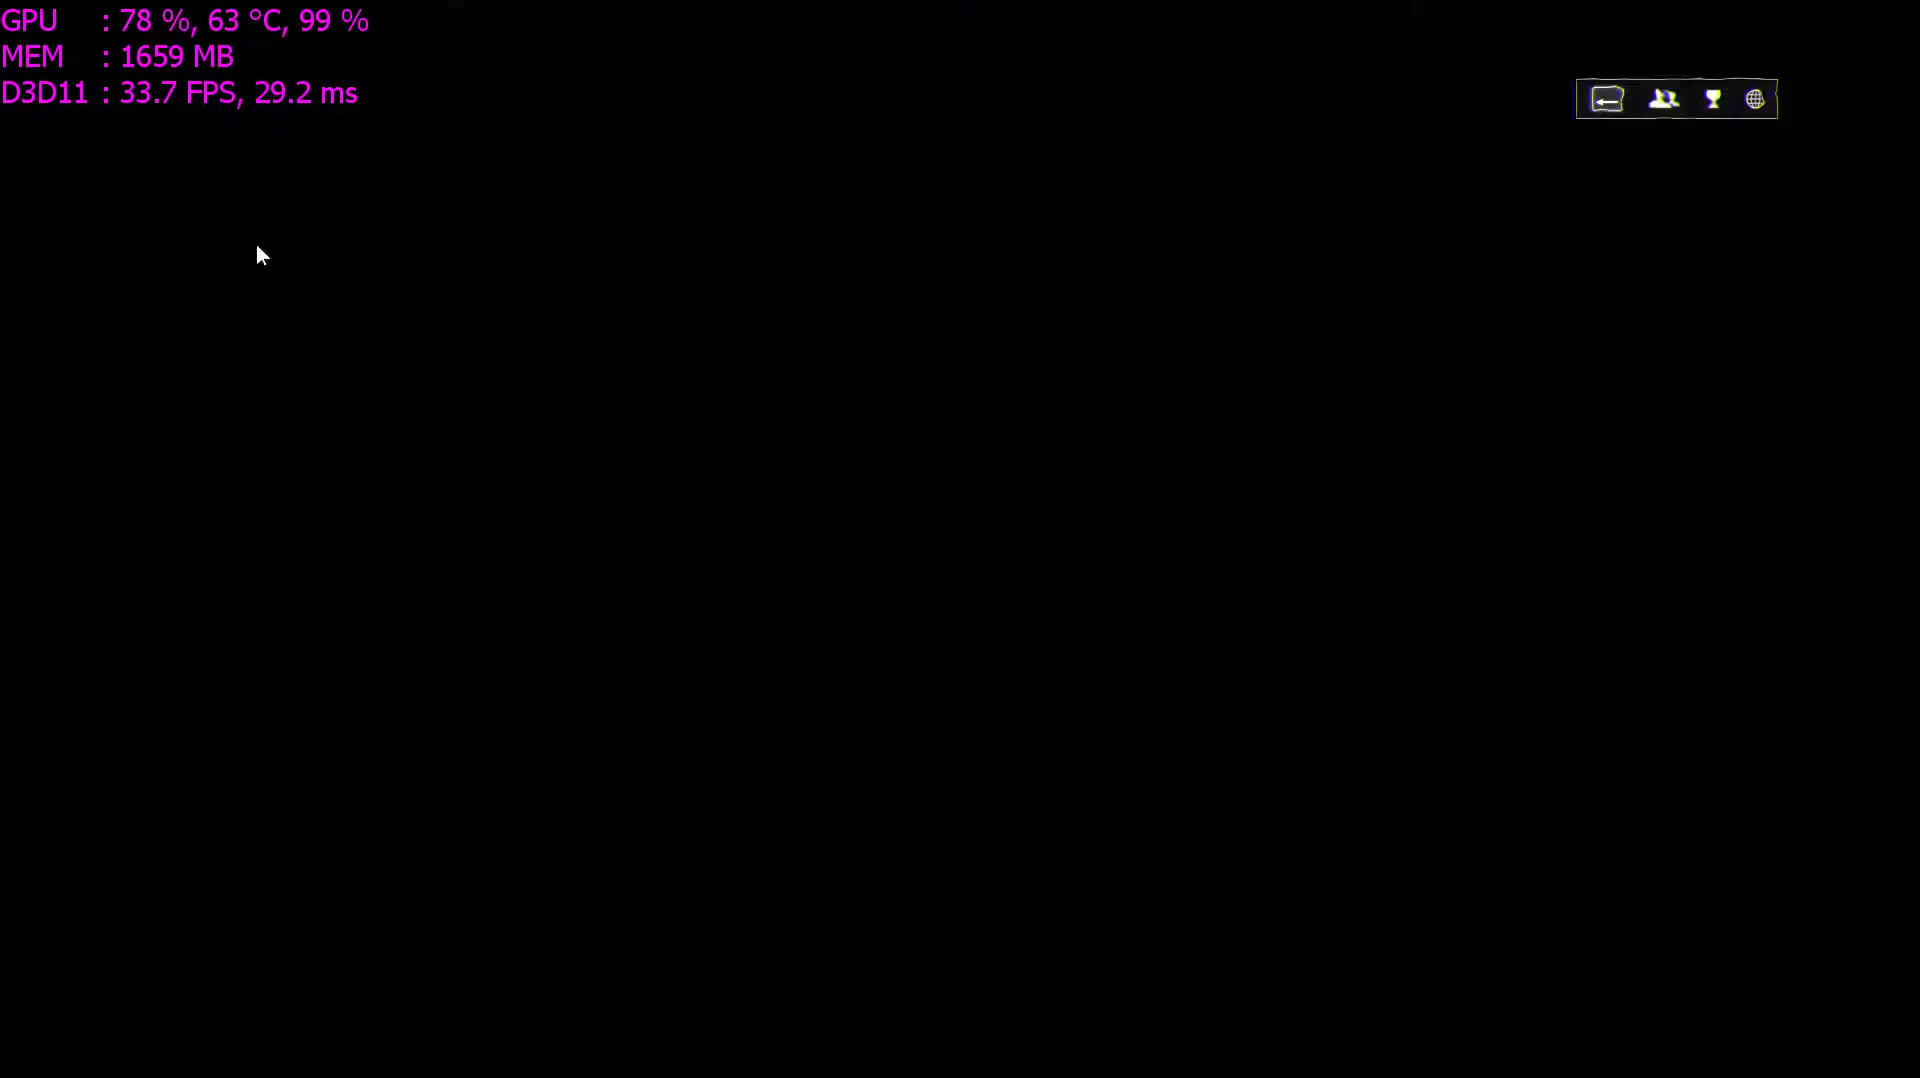 GPU : 78 %, 63 °C, 99 %
MEM : 1659 MB
D3D11 : 33.7 FPS, 29.2 ms